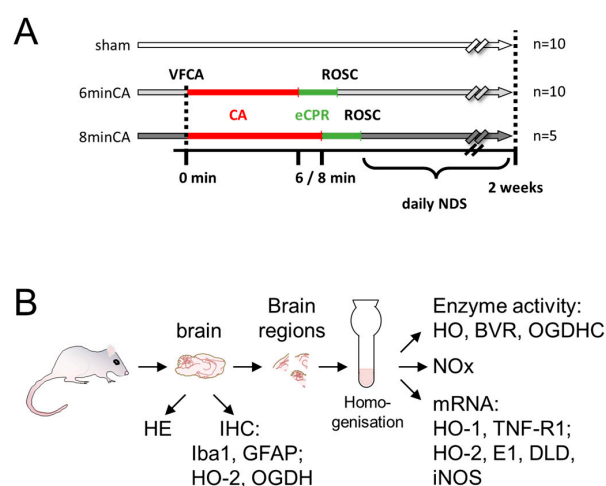 A
sham
n=10
VFCA
ROSC
6minCA
n=10
CA
eCPR
ROSC
8minCA
n=5
0 min
6 / 8 min
2 weeks
daily NDS
B
brain
Brain
regions
Homo-
genisation
Enzyme activity:
HO, BVR, OGDHC
NOx
mRNA:
HO-1, TNF-R1;
HO-2, E1, DLD,
iNOS
HE
IHC:
Iba1, GFAP;
HO-2, OGDH